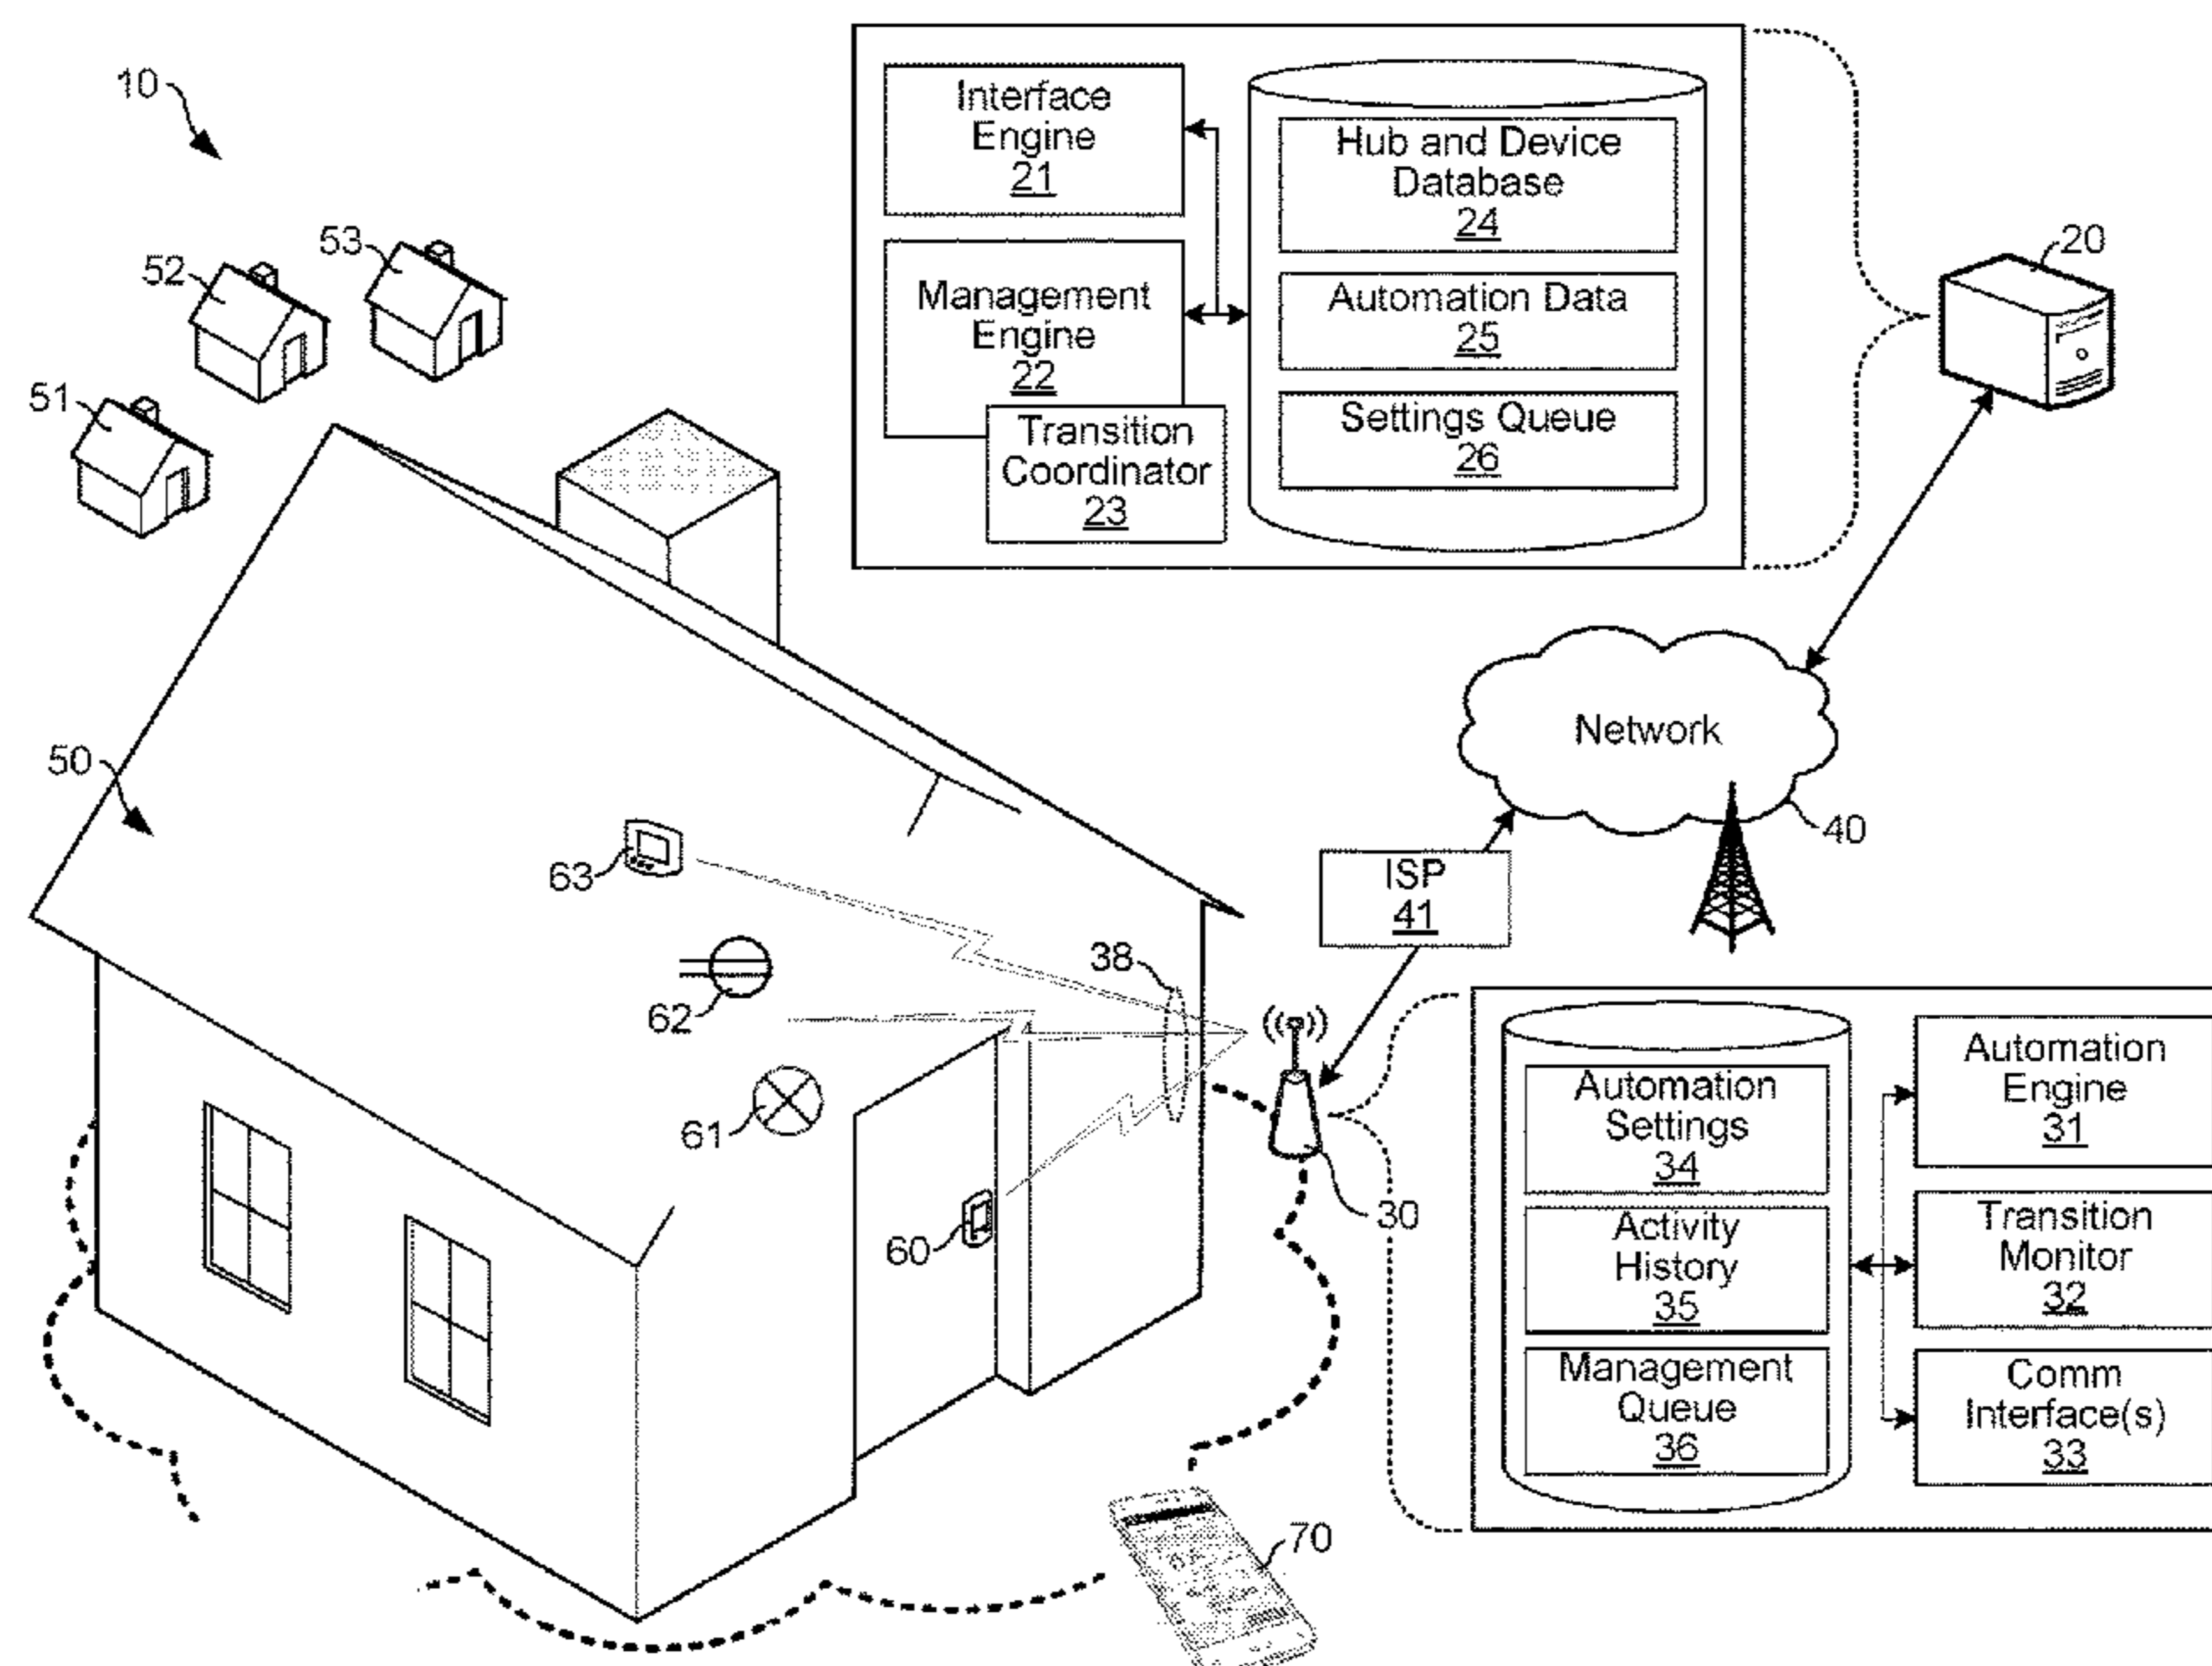 10
Interface
Engine
21
Hub and Device
Database
24
Management
Engine
22
Automation Data
25
Transition
Coordinator
23
Settings Queue
26
20
53
52
51
50
Network
40
ISP
41
63
62
61
38
60
30
Automation
Settings
34
Activity
History
35
Management
Queue
36
Automation
Engine
31
Transition
Monitor
32
Comm
Interface(s)
33
70